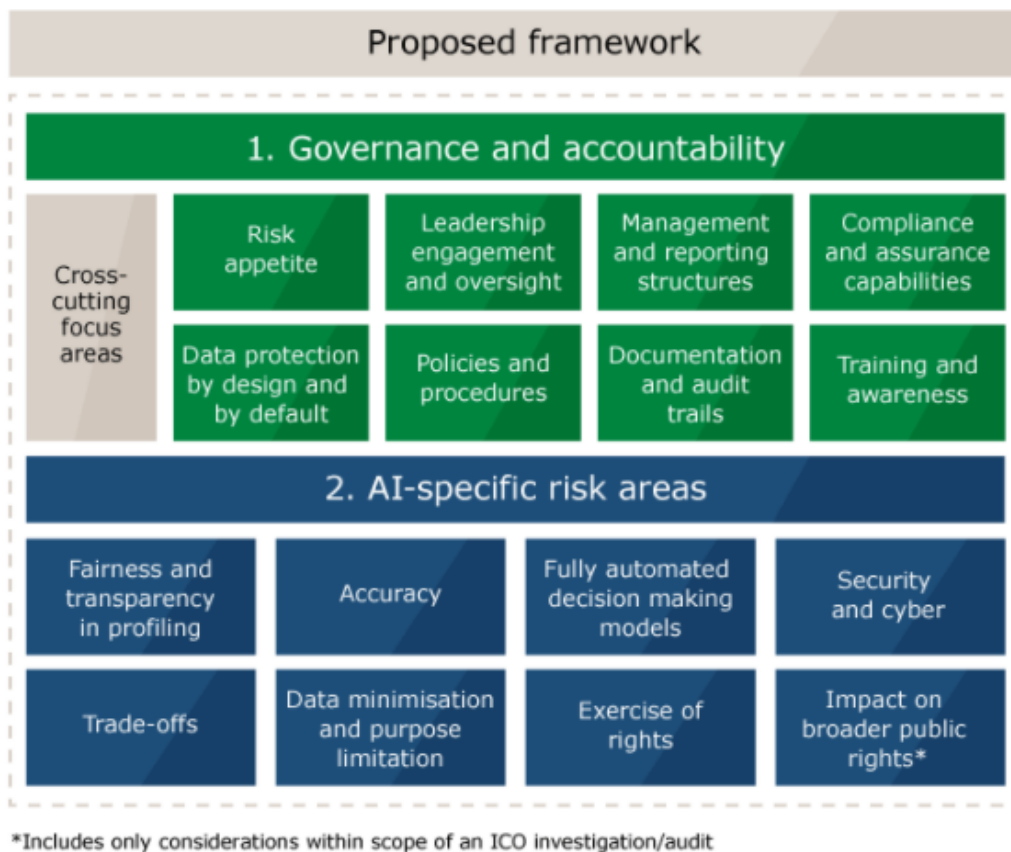 Proposed framework
1. Governance and accountability
Cross-
cutting
focus
areas
Risk
appetite
Leadership
engagement
and oversight
Management
and reporting
structures
Compliance
and assurance
capabilities
Data protection
by design and
by default
Policies and
procedures
Documentation
and audit
trails
Training and
awareness
2. AI-specific risk areas
Fairness and
transparency
in profiling
Accuracy
Fully automated
decision making
models
Security
and cyber
Trade-offs
Data minimisation
and purpose
limitation
Exercise of
rights
Impact on
broader public
rights*
*Includes only considerations within scope of an ICO investigation/audit